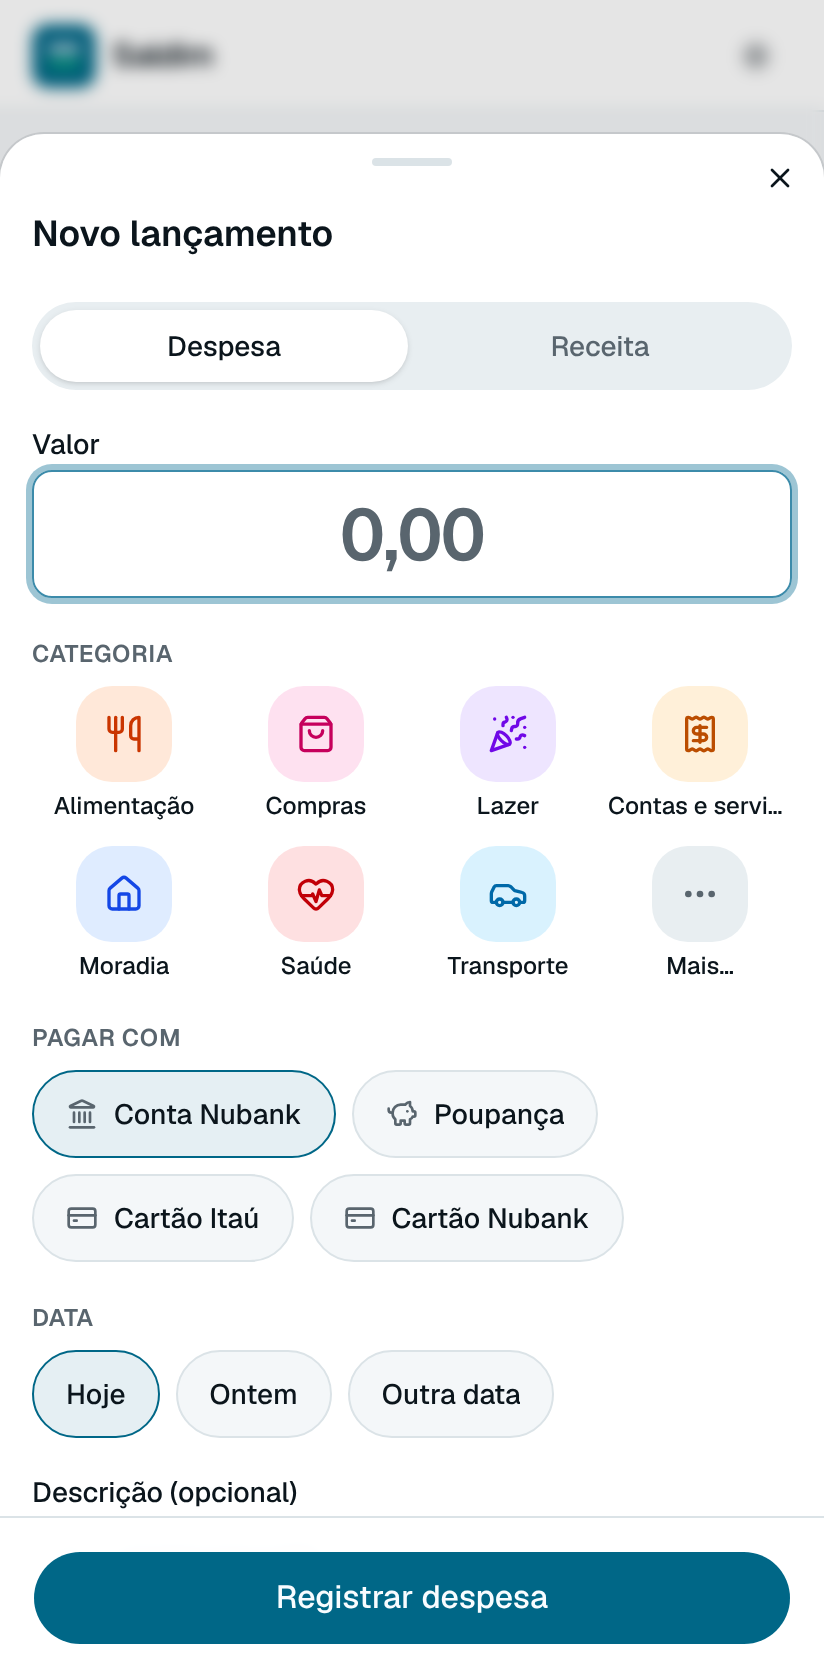 Saldin
Novo lançamento
Despesa
Receita
Valor
0,00
CATEGORIA
Alimentação
Compras
Lazer
Contas e servi...
Moradia
Saúde
Transporte
Mais...
PAGAR COM
Conta Nubank
Poupança
Cartão Itaú
Cartão Nubank
DATA
Hoje
Ontem
Outra data
Descrição (opcional)
Registrar despesa